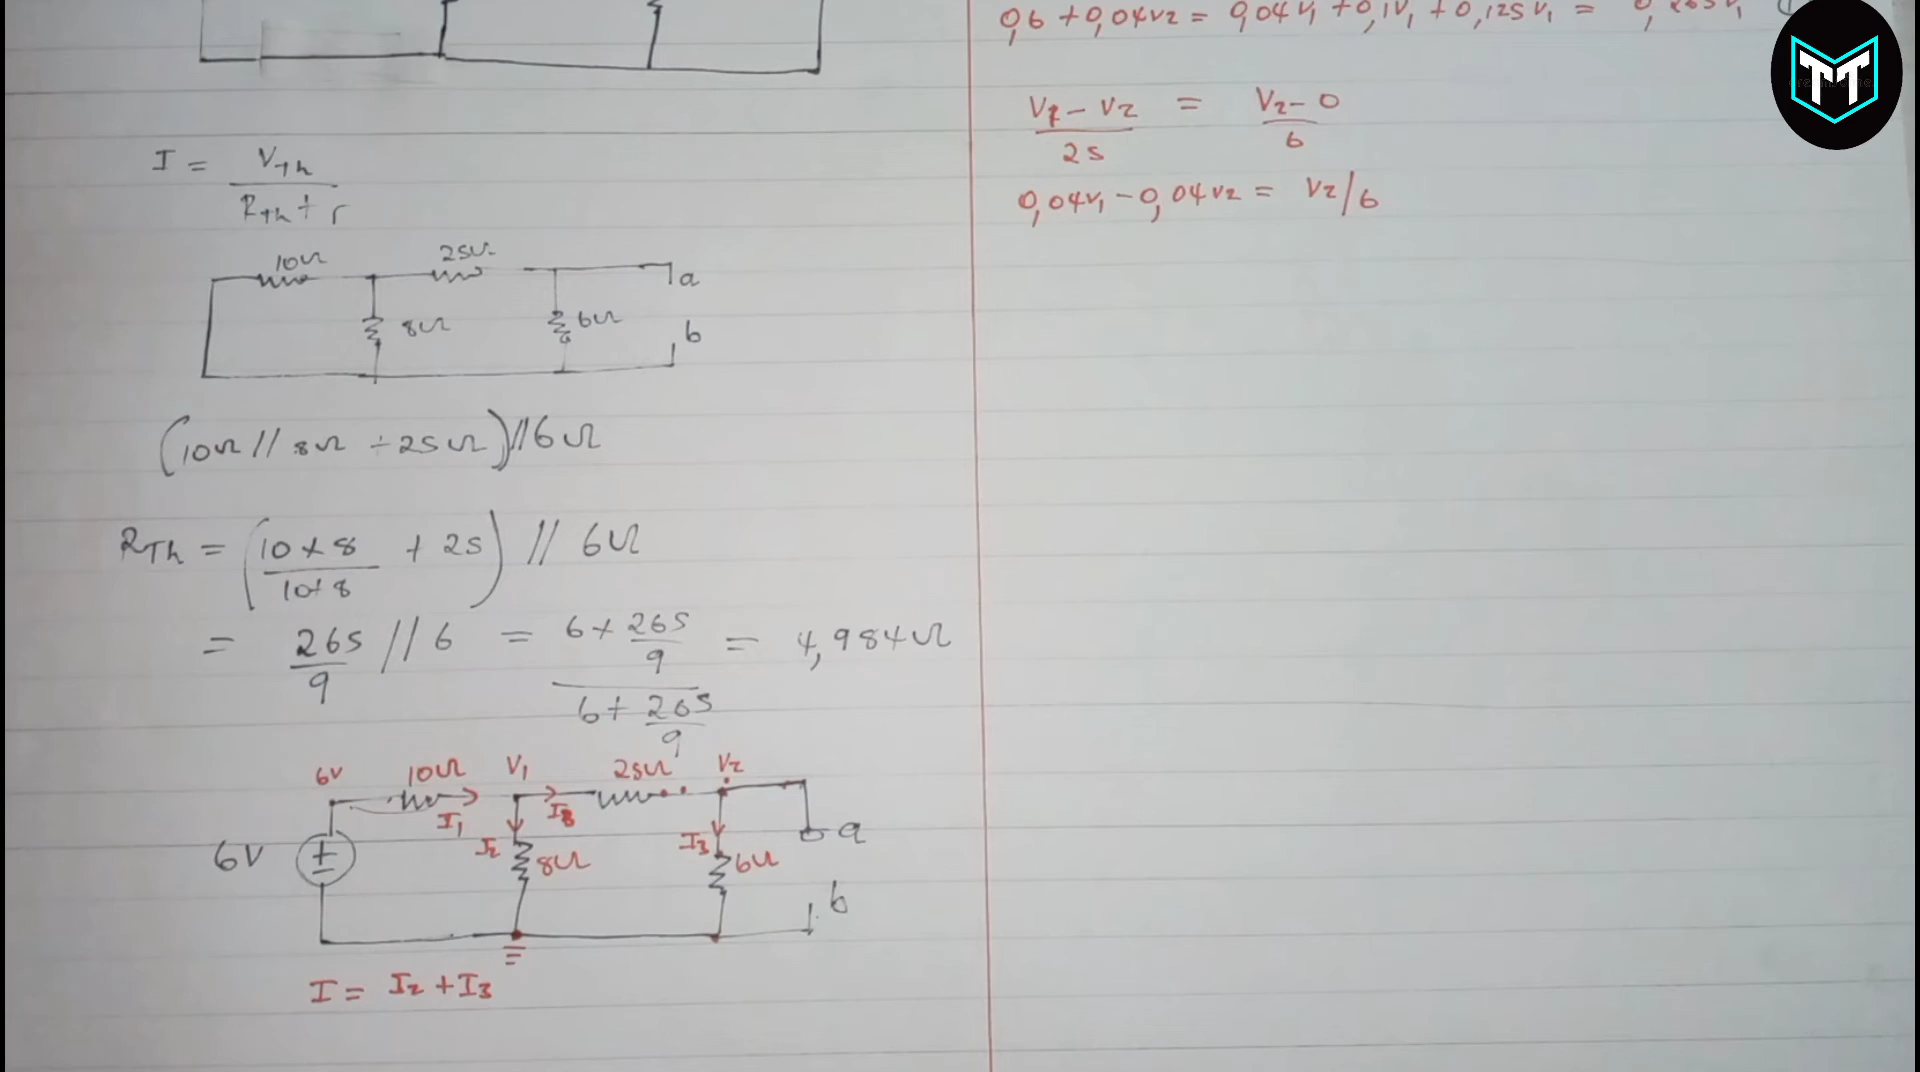 I = VTh / RTh + r
10Ω 25Ω
8Ω 6Ω a
b
(10Ω // 8Ω + 25Ω) // 6Ω
RTh = (10 × 8 / 10+8 + 25) // 6Ω
= 265/9 // 6 = 6 × 265/9 / 6 + 265/9 = 4,984Ω
6V 10Ω V1 25Ω V2
I1 I3
6V I2 8Ω I3 6Ω a
b
I = I2 + I3
0,6 + 0,04V2 = 0,04V1 + 0,1V1 + 0,125V1 = 0,265V1
V1 - V2 / 25 = V2 - 0 / 6
0,04V1 - 0,04V2 = V2/6